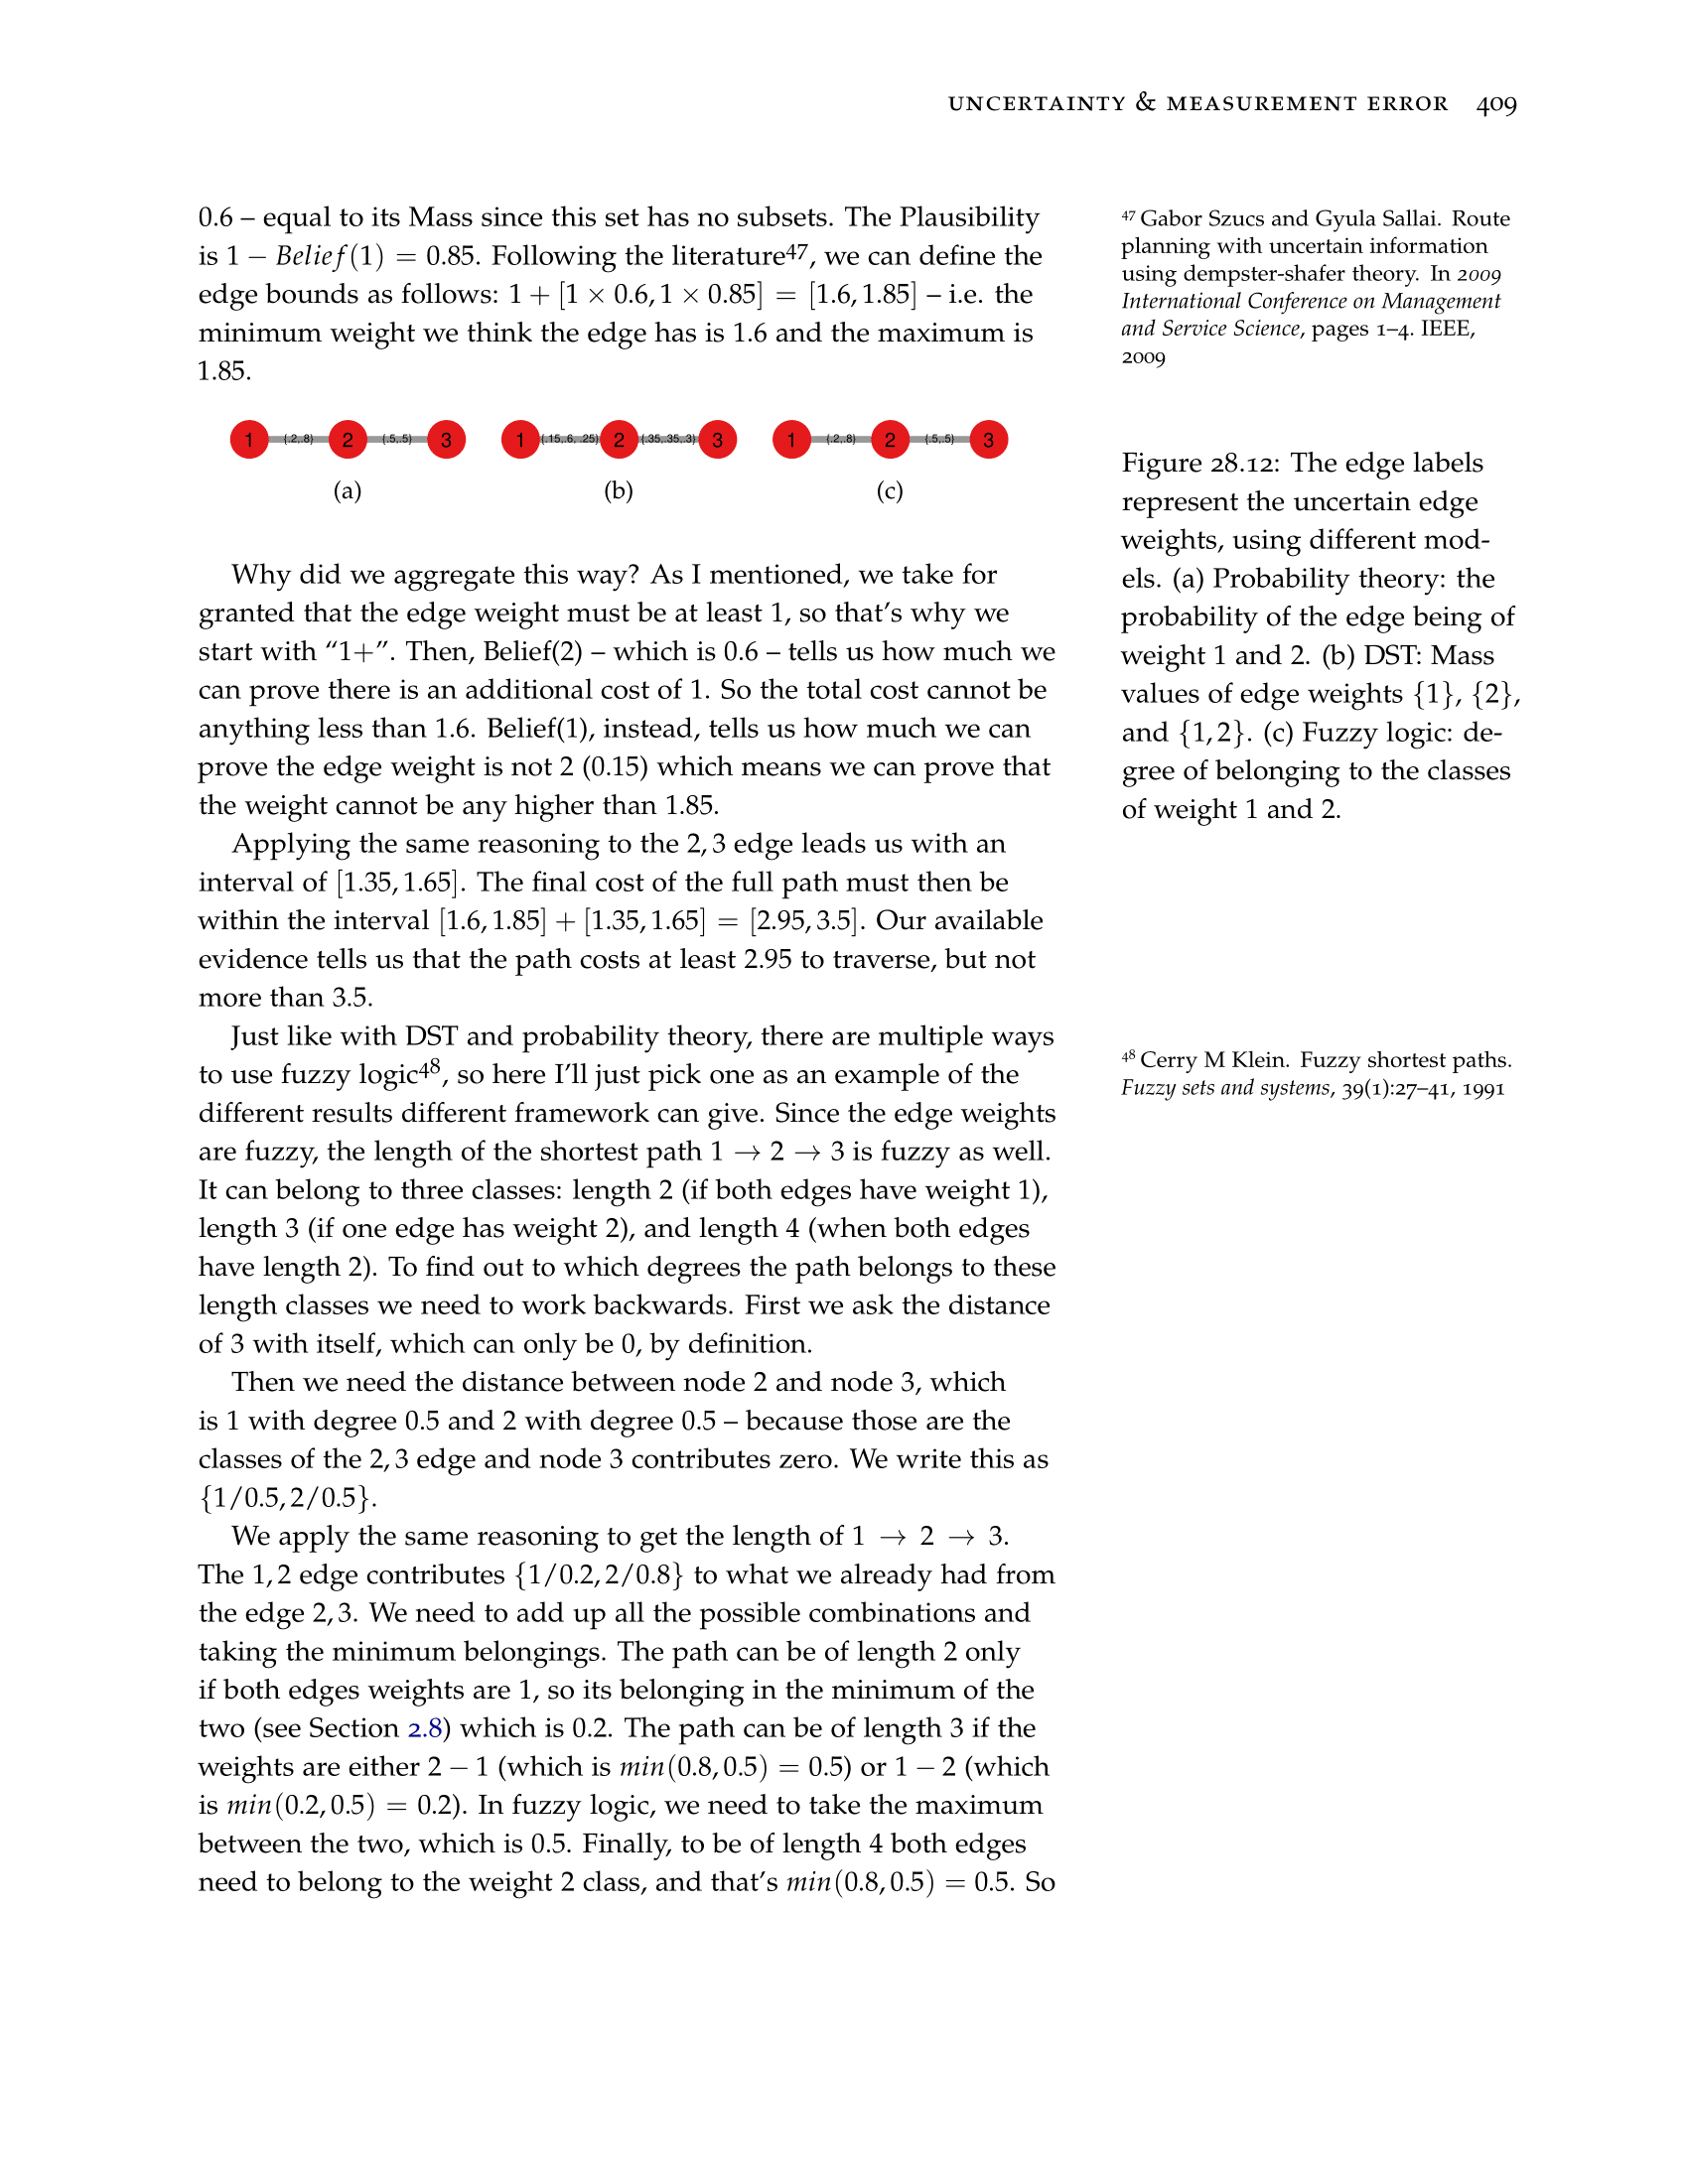 UNCERTAINTY & MEASUREMENT ERROR 409
0.6 – equal to its Mass since this set has no subsets. The Plausibility
is 1 − Belief(1) = 0.85. Following the literature47, we can define the
edge bounds as follows: 1 + [1 × 0.6, 1 × 0.85] = [1.6, 1.85] – i.e. the
minimum weight we think the edge has is 1.6 and the maximum is
1.85.
47 Gabor Szucs and Gyula Sallai. Route
planning with uncertain information
using dempster-shafer theory. In 2009
International Conference on Management
and Service Science, pages 1–4. IEEE,
2009
1 {.2,.8} 2 {.5,.5} 3 1 {.15,.6, .25} 2 {.35,.35,.3} 3 1 {.2,.8} 2 {.5,.5} 3
(a) (b) (c)
Figure 28.12: The edge labels
represent the uncertain edge
weights, using different mod-
els. (a) Probability theory: the
probability of the edge being of
weight 1 and 2. (b) DST: Mass
values of edge weights {1}, {2},
and {1, 2}. (c) Fuzzy logic: de-
gree of belonging to the classes
of weight 1 and 2.
Why did we aggregate this way? As I mentioned, we take for
granted that the edge weight must be at least 1, so that's why we
start with “1+”. Then, Belief(2) – which is 0.6 – tells us how much we
can prove there is an additional cost of 1. So the total cost cannot be
anything less than 1.6. Belief(1), instead, tells us how much we can
prove the edge weight is not 2 (0.15) which means we can prove that
the weight cannot be any higher than 1.85.
Applying the same reasoning to the 2, 3 edge leads us with an
interval of [1.35, 1.65]. The final cost of the full path must then be
within the interval [1.6, 1.85] + [1.35, 1.65] = [2.95, 3.5]. Our available
evidence tells us that the path costs at least 2.95 to traverse, but not
more than 3.5.
Just like with DST and probability theory, there are multiple ways
to use fuzzy logic48, so here I'll just pick one as an example of the
different results different framework can give. Since the edge weights
are fuzzy, the length of the shortest path 1 → 2 → 3 is fuzzy as well.
It can belong to three classes: length 2 (if both edges have weight 1),
length 3 (if one edge has weight 2), and length 4 (when both edges
have length 2). To find out to which degrees the path belongs to these
length classes we need to work backwards. First we ask the distance
of 3 with itself, which can only be 0, by definition.
48 Cerry M Klein. Fuzzy shortest paths.
Fuzzy sets and systems, 39(1):27–41, 1991
Then we need the distance between node 2 and node 3, which
is 1 with degree 0.5 and 2 with degree 0.5 – because those are the
classes of the 2, 3 edge and node 3 contributes zero. We write this as
{1/0.5, 2/0.5}.
We apply the same reasoning to get the length of 1 → 2 → 3.
The 1, 2 edge contributes {1/0.2, 2/0.8} to what we already had from
the edge 2, 3. We need to add up all the possible combinations and
taking the minimum belongings. The path can be of length 2 only
if both edges weights are 1, so its belonging in the minimum of the
two (see Section 2.8) which is 0.2. The path can be of length 3 if the
weights are either 2 − 1 (which is min(0.8, 0.5) = 0.5) or 1 − 2 (which
is min(0.2, 0.5) = 0.2). In fuzzy logic, we need to take the maximum
between the two, which is 0.5. Finally, to be of length 4 both edges
need to belong to the weight 2 class, and that's min(0.8, 0.5) = 0.5. So